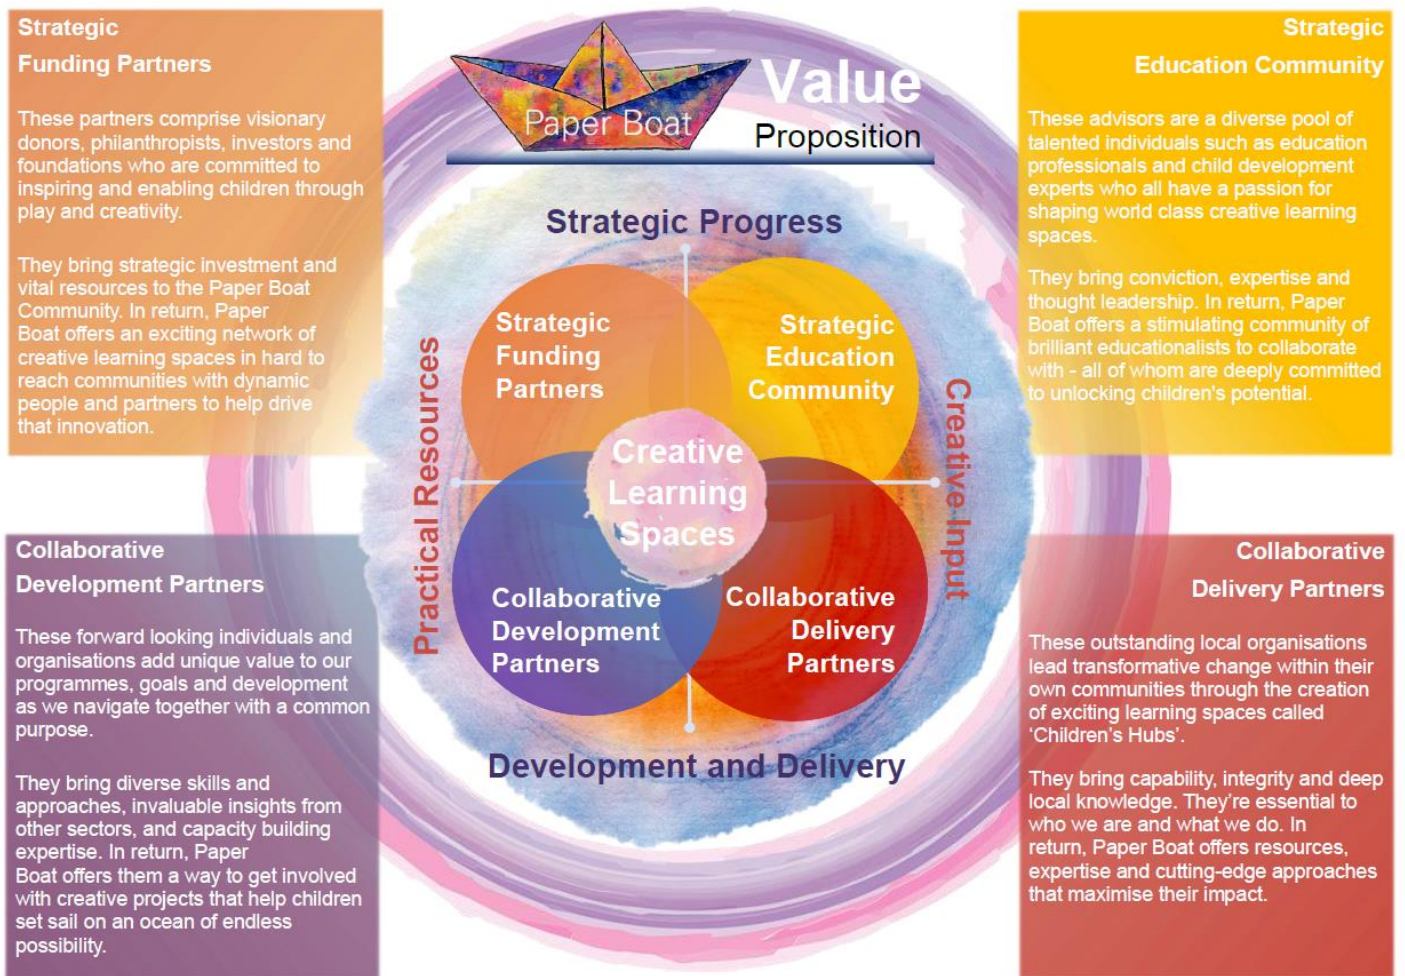 Strategic
Funding Partners
These partners comprise visionary
donors, philanthropists, investors and
foundations who are committed to
inspiring and enabling children through
play and creativity.
They bring strategic investment and
vital resources to the Paper Boat
Community. In return, Paper
Boat offers an exciting network of
creative learning spaces in hard to
reach communities with dynamic
people and partners to help drive
that innovation.
Paper Boat
Value
Proposition
Strategic
Education Community
These advisors are a diverse pool of
talented individuals such as education
professionals and child development
experts who all have a passion for
shaping world class creative learning
spaces.
They bring conviction, expertise and
thought leadership. In return, Paper
Boat offers a stimulating community of
brilliant educationalists to collaborate
with - all of whom are deeply committed
to unlocking children's potential.
Strategic Progress
Strategic
Funding
Partners
Strategic
Education
Community
Practical Resources
Creative Input
Creative
Learning
Spaces
Collaborative
Development
Partners
Collaborative
Delivery
Partners
Development and Delivery
Collaborative
Development Partners
These forward looking individuals and
organisations add unique value to our
programmes, goals and development
as we navigate together with a common
purpose.
They bring diverse skills and
approaches, invaluable insights from
other sectors, and capacity building
expertise. In return, Paper
Boat offers them a way to get involved
with creative projects that help children
set sail on an ocean of endless
possibility.
Collaborative
Delivery Partners
These outstanding local organisations
lead transformative change within their
own communities through the creation
of exciting learning spaces called
‘Children’s Hubs’.
They bring capability, integrity and deep
local knowledge. They’re essential to
who we are and what we do. In
return, Paper Boat offers resources,
expertise and cutting-edge approaches
that maximise their impact.